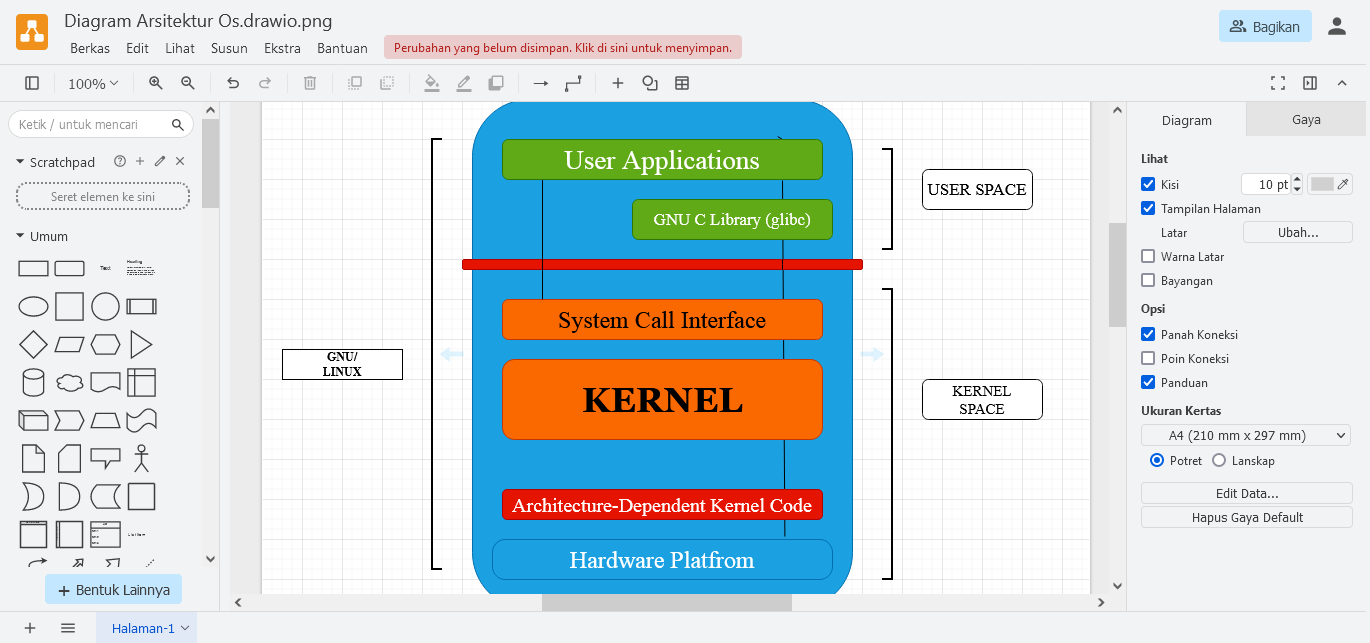 Diagram Arsitektur Os.drawio.png
Berkas Edit Lihat Susun Ekstra Bantuan
Perubahan yang belum disimpan. Klik di sini untuk menyimpan.
Bagikan
100%
Ketik / untuk mencari
Scratchpad
Seret elemen ke sini
Umum
Text
Heading
User Applications
GNU C Library (glibc)
System Call Interface
KERNEL
Architecture-Dependent Kernel Code
Hardware Platfrom
GNU/
LINUX
USER SPACE
KERNEL
SPACE
Diagram
Gaya
Lihat
Kisi
10 pt
Tampilan Halaman
Latar
Ubah...
Warna Latar
Bayangan
Opsi
Panah Koneksi
Poin Koneksi
Panduan
Ukuran Kertas
A4 (210 mm x 297 mm)
Potret
Lanskap
Edit Data...
Hapus Gaya Default
+ Bentuk Lainnya
Halaman-1